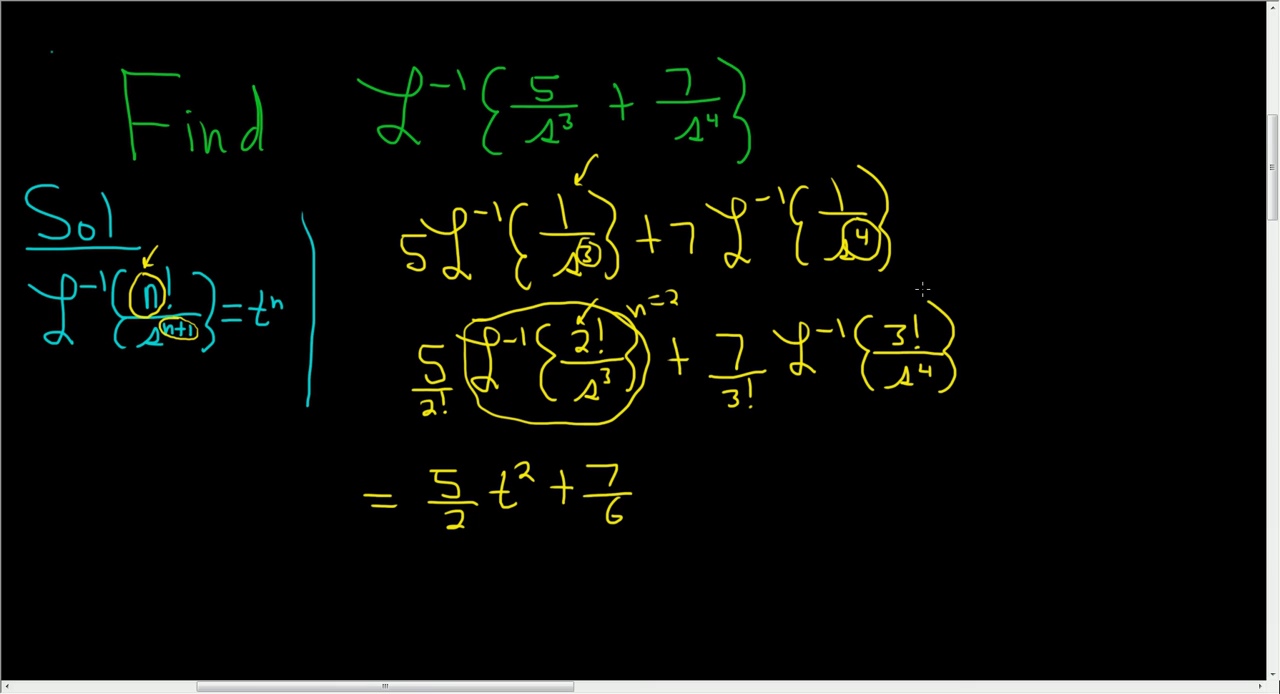 Find ℒ⁻¹{5/s³ + 7/s⁴}
Sol
ℒ⁻¹{n!/sⁿ⁺¹} = tⁿ
5ℒ⁻¹{1/s³} + 7ℒ⁻¹{1/s⁴}
n=2
5/2! ℒ⁻¹{2!/s³} + 7/3! ℒ⁻¹{3!/s⁴}
= 5/2 t² + 7/6